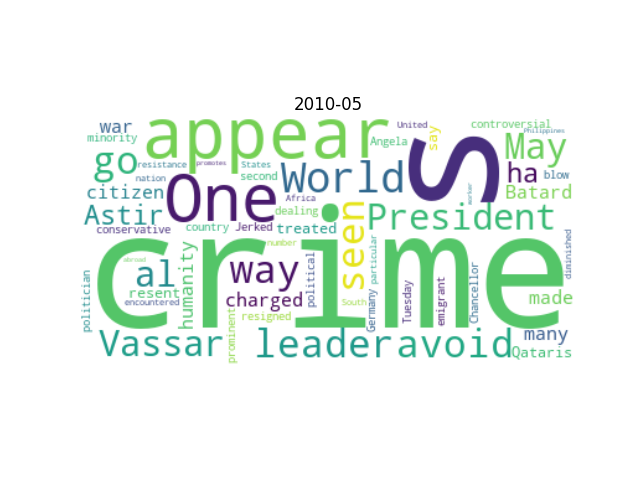 2010-05
war
minority
appear
United
Angela
say
controversial
Philippines
go
resistance
promotes
States
nation
second
World
S
May
ha
blow
worker
citizen
One
Africa
Batard
Astir
dealing
seen
President
conservative
country
Jerked
treated
crime
number
diminished
politician
abroad
al
resent
encountered
humanity
way
charged
resigned
political
South
particular
Germany
Tuesday
emigrant
Chancellor
made
many
Vassar
prominent
leader
avoid
Qataris